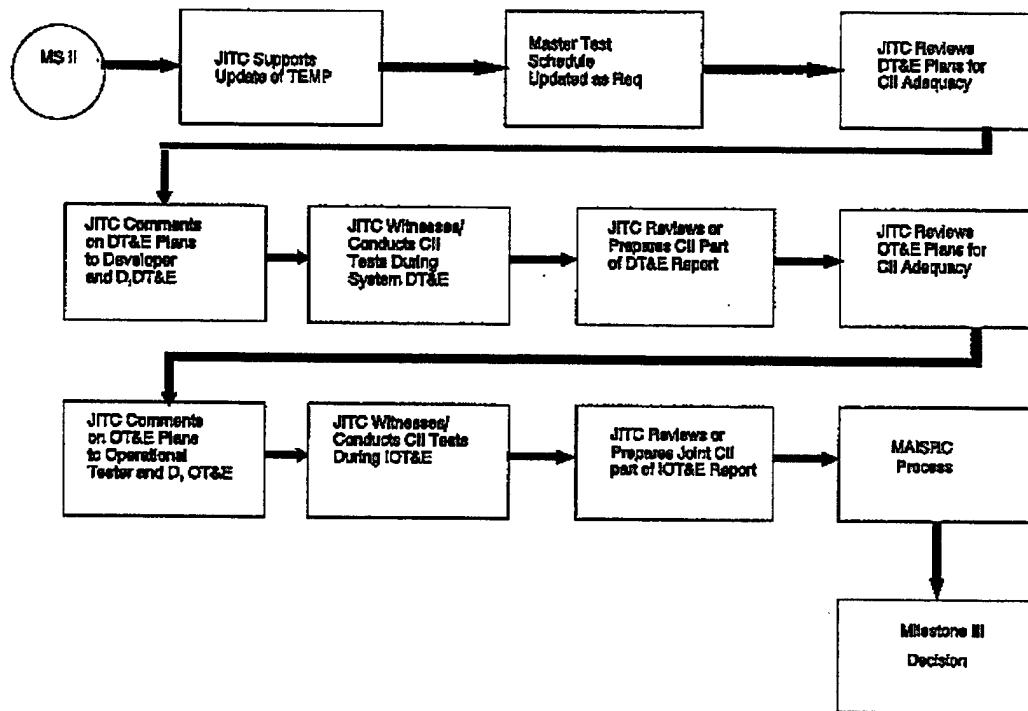 MS II
JITC Supports
Update of TEMP
Master Test
Schedule
Updated as Req
JITC Reviews
DT&E Plans for
CII Adequacy
JITC Comments
on DT&E Plans
to Developer
and D,DT&E
JITC Witnesses/
Conducts CII
Tests During
System DT&E
JITC Reviews or
Prepares CII Part
of DT&E Report
JITC Reviews
OT&E Plans for
CII Adequacy
JITC Comments
on OT&E Plans
to Operational
Tester and D, OT&E
JITC Witnesses/
Conducts CII Tests
During IOT&E
JITC Reviews or
Prepares Joint CII
part of IOT&E Report
MAISRC
Process
Milestone III
Decision